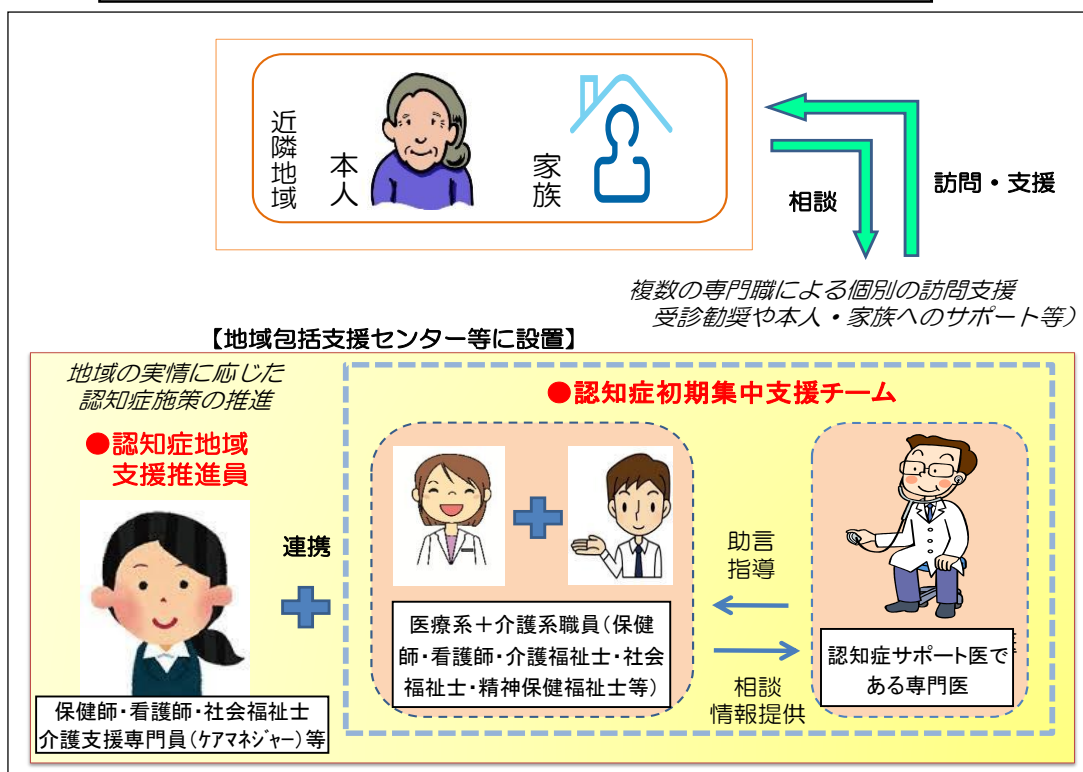 近隣地域
本人
家族
相談
訪問・支援
複数の専門職による個別の訪問支援
受診勧奨や本人・家族へのサポート等)
【地域包括支援センター等に設置】
地域の実情に応じた
認知症施策の推進
●認知症地域
支援推進員
連携
保健師・看護師・社会福祉士
介護支援専門員(ケアマネジャー)等
●認知症初期集中支援チーム
医療系+介護系職員(保健
師・看護師・介護福祉士・社会
福祉士・精神保健福祉士等)
助言
指導
相談
情報提供
認知症サポート医で
ある専門医